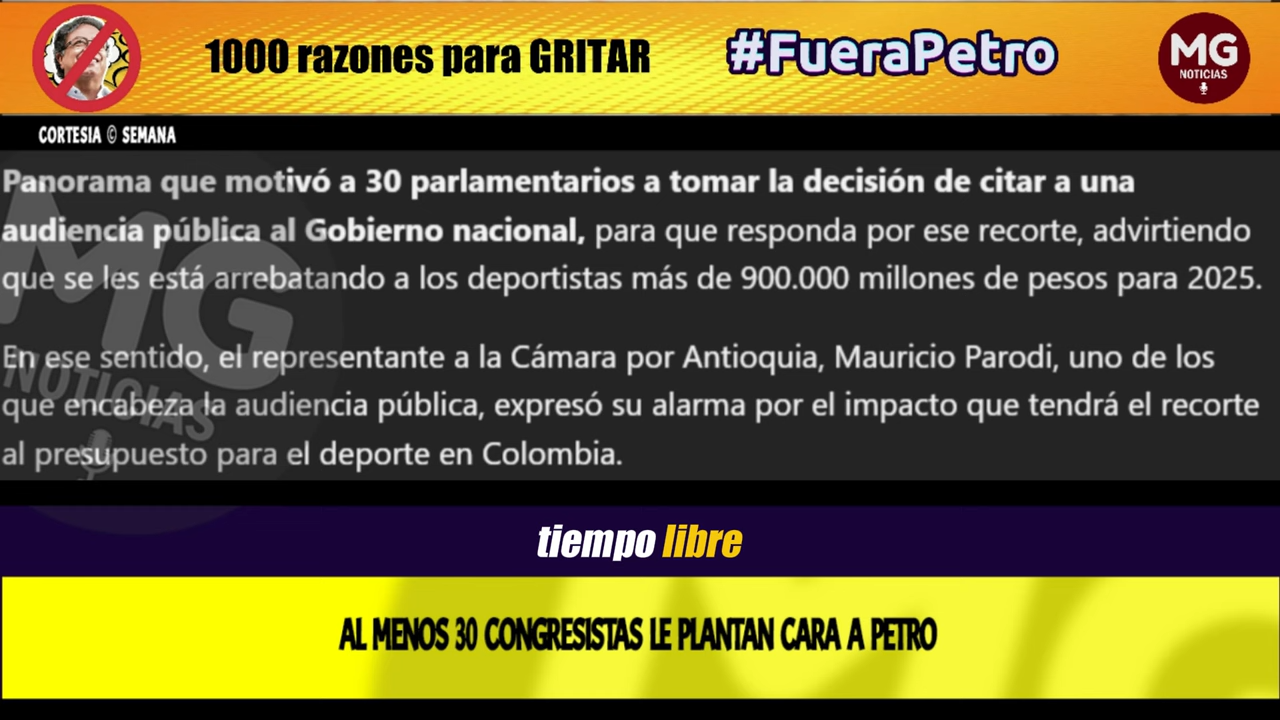 1000 razones para GRITAR
#FueraPetro
MG
NOTICIAS
CORTESIA © SEMANA
Panorama que motivó a 30 parlamentarios a tomar la decisión de citar a una
audiencia pública al Gobierno nacional, para que responda por ese recorte, advirtiendo
que se les está arrebatando a los deportistas más de 900.000 millones de pesos para 2025.
En ese sentido, el representante a la Cámara por Antioquia, Mauricio Parodi, uno de los
que encabeza la audiencia pública, expresó su alarma por el impacto que tendrá el recorte
al presupuesto para el deporte en Colombia.
MG
NOTICIAS
tiempo libre
AL MENOS 30 CONGRESISTAS LE PLANTAN CARA A PETRO